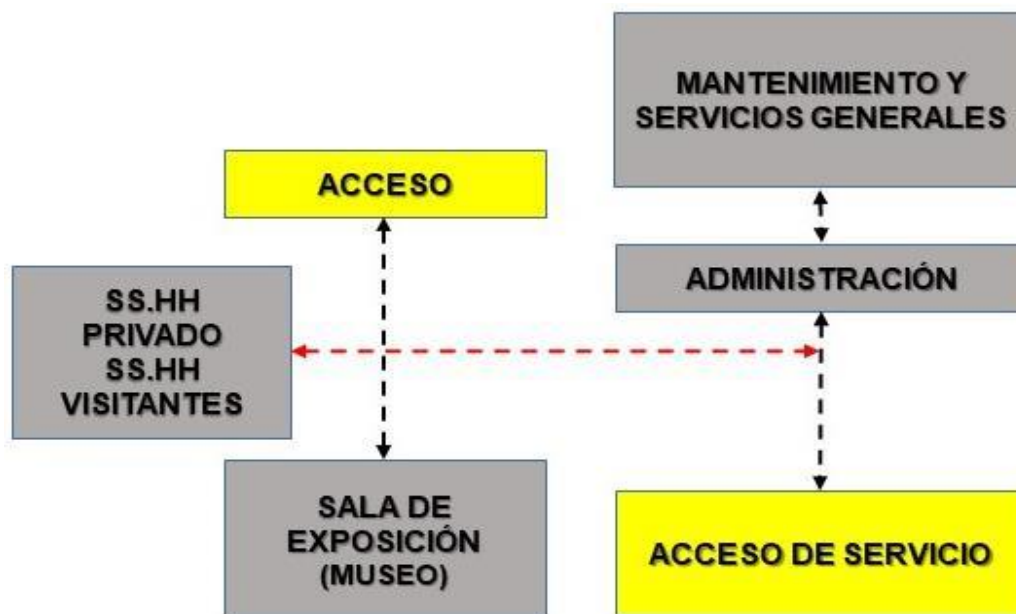 MANTENIMIENTO Y
SERVICIOS GENERALES
ACCESO
ADMINISTRACIÓN
SS.HH
PRIVADO
SS.HH
VISITANTES
SALA DE
EXPOSICIÓN
(MUSEO)
ACCESO DE SERVICIO